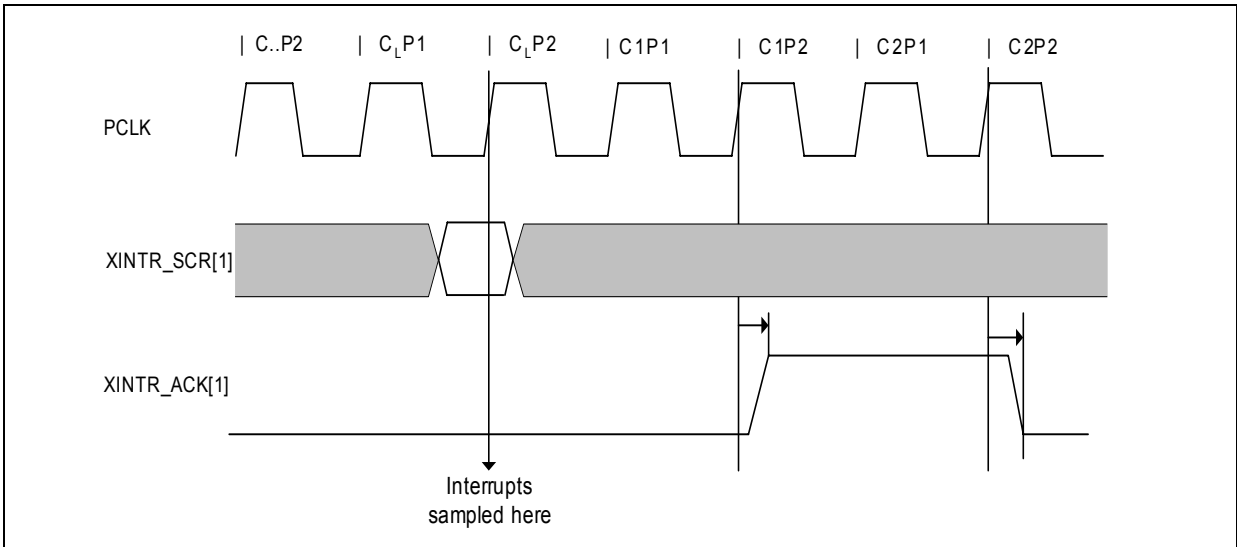 | C..P2 | CLP1 | CLP2 | C1P1 | C1P2 | C2P1 | C2P2
PCLK
XINTR_SCR[1]
XINTR_ACK[1]
Interrupts
sampled here